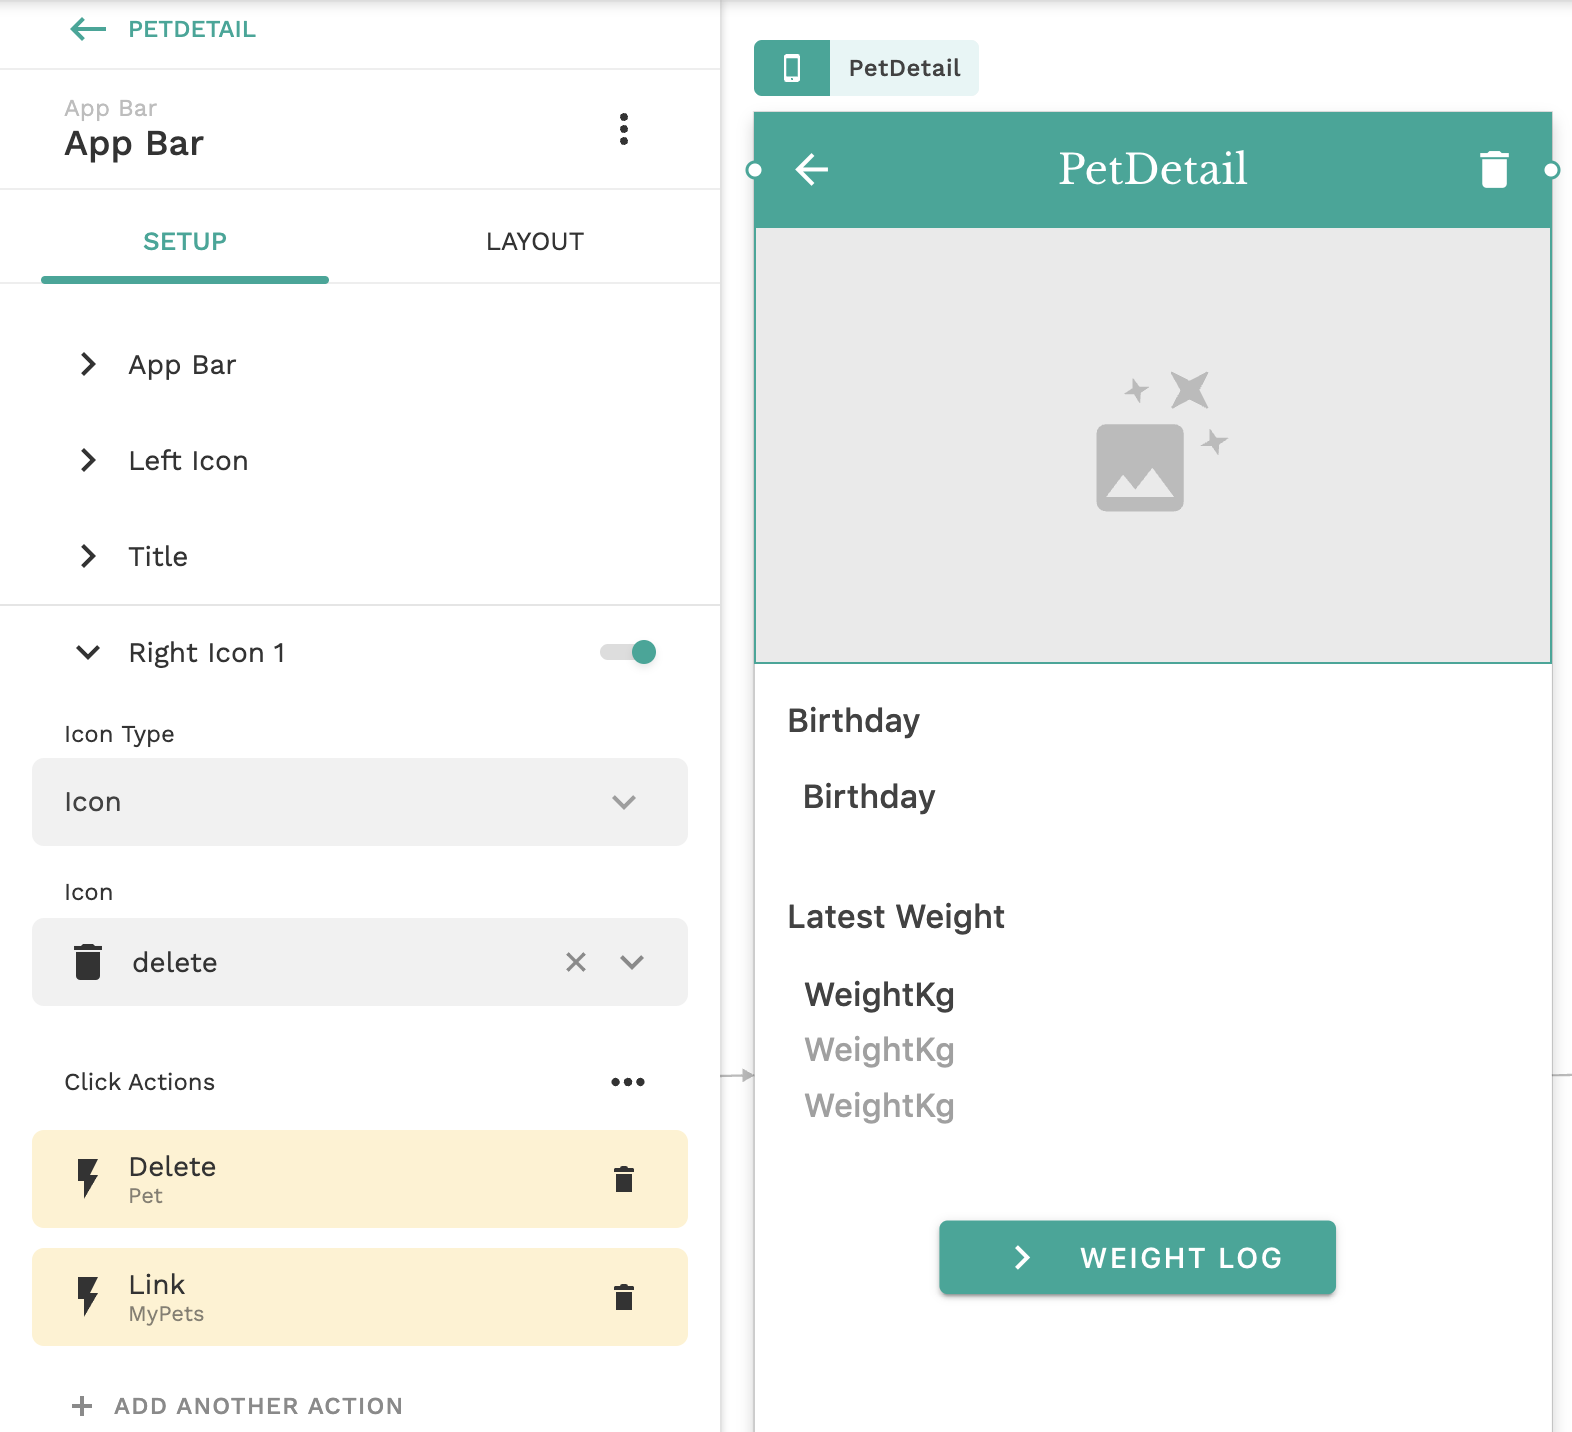 PETDETAIL
App Bar
App Bar
SETUP
LAYOUT
App Bar
Left Icon
Title
Right Icon 1
Icon Type
Icon
Icon
delete
Click Actions
Delete
Pet
Link
MyPets
ADD ANOTHER ACTION
PetDetail
PetDetail
Birthday
Birthday
Latest Weight
WeightKg
WeightKg
WeightKg
WEIGHT LOG